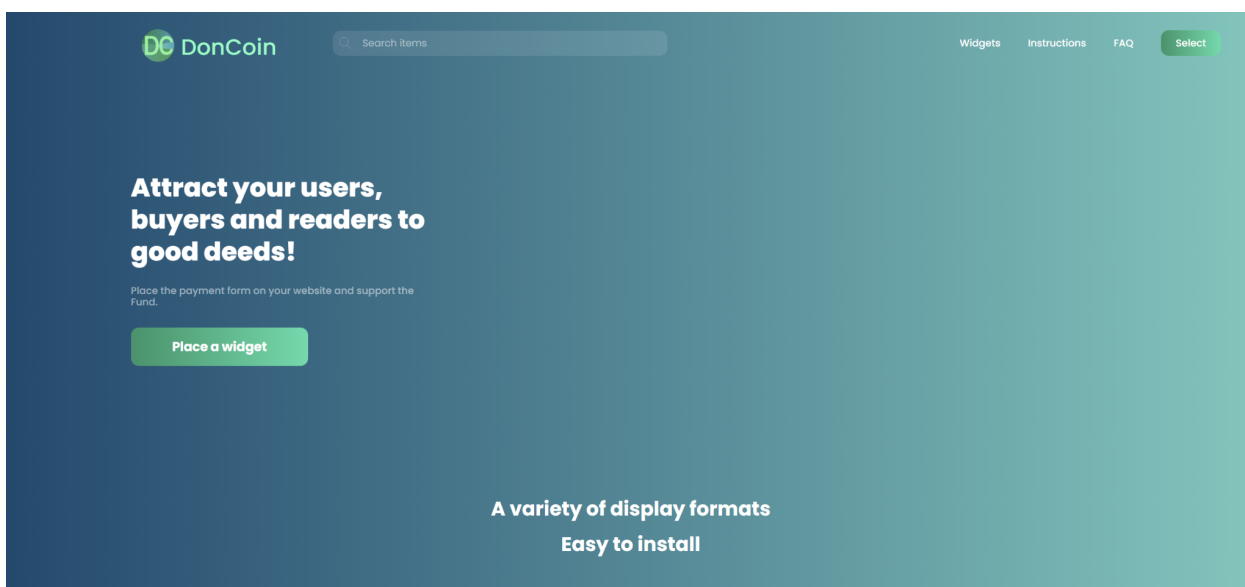 DC DonCoin
Search items
Widgets
Instructions
FAQ
Select
Attract your users,
buyers and readers to
good deeds!
Place the payment form on your website and support the
Fund.
Place a widget
A variety of display formats
Easy to install